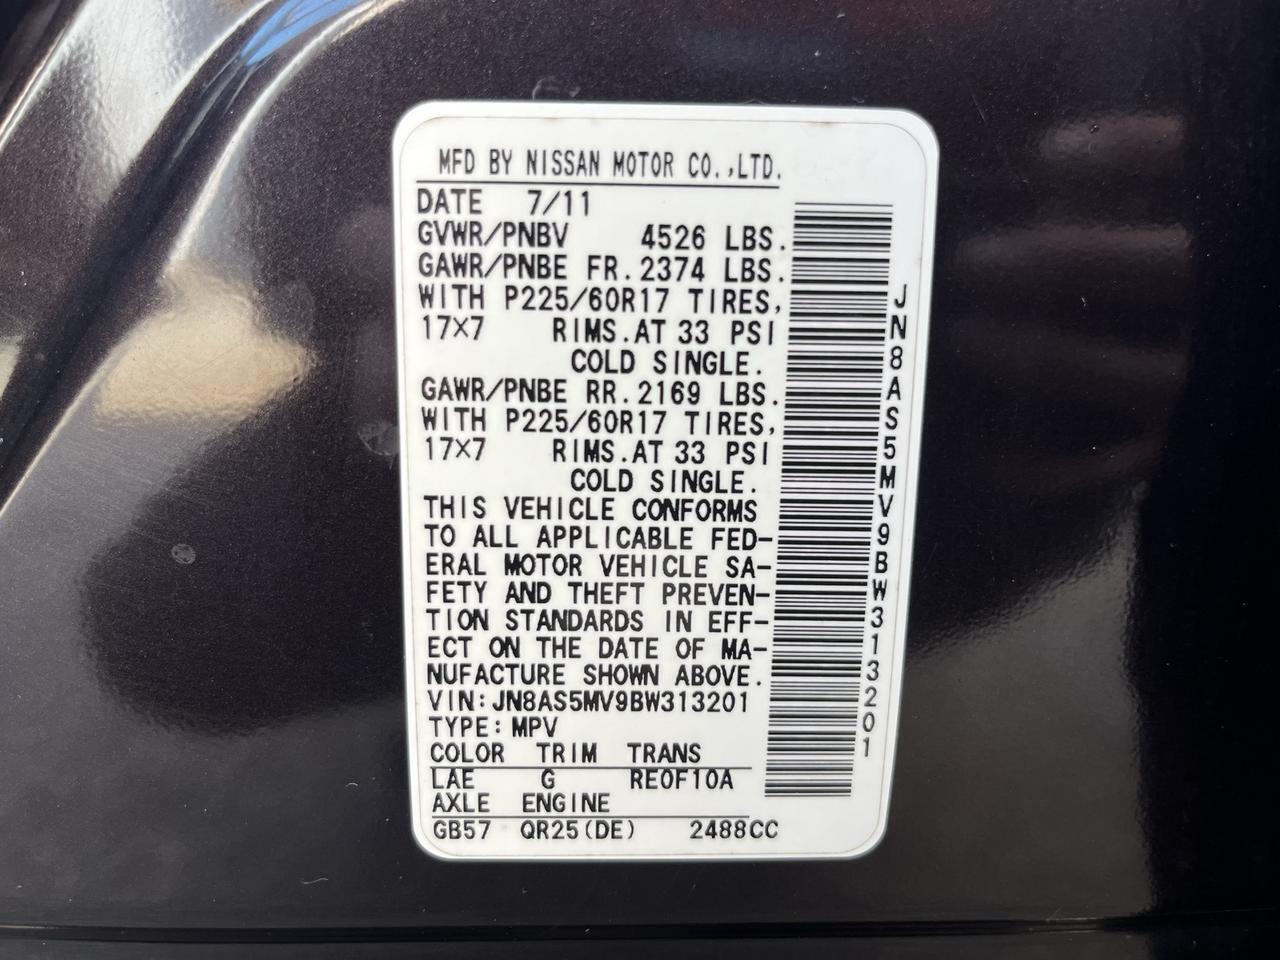 MFD BY NISSAN MOTOR CO.,LTD.
DATE 7/11
GVWR/PNBV 4526 LBS.
GAWR/PNBE FR.2374 LBS.
WITH P225/60R17 TIRES,
17×7 RIMS.AT 33 PSI
COLD SINGLE.
GAWR/PNBE RR.2169 LBS.
WITH P225/60R17 TIRES,
17×7 RIMS.AT 33 PSI
COLD SINGLE.
THIS VEHICLE CONFORMS
TO ALL APPLICABLE FED-
ERAL MOTOR VEHICLE SA-
FETY AND THEFT PREVEN-
TION STANDARDS IN EFF-
ECT ON THE DATE OF MA-
NUFACTURE SHOWN ABOVE.
VIN:JN8AS5MV9BW313201
TYPE:MPV
COLOR TRIM TRANS
LAE G RE0F10A
AXLE ENGINE
GB57 QR25(DE) 2488CC
JN8AS5MV9BW313201